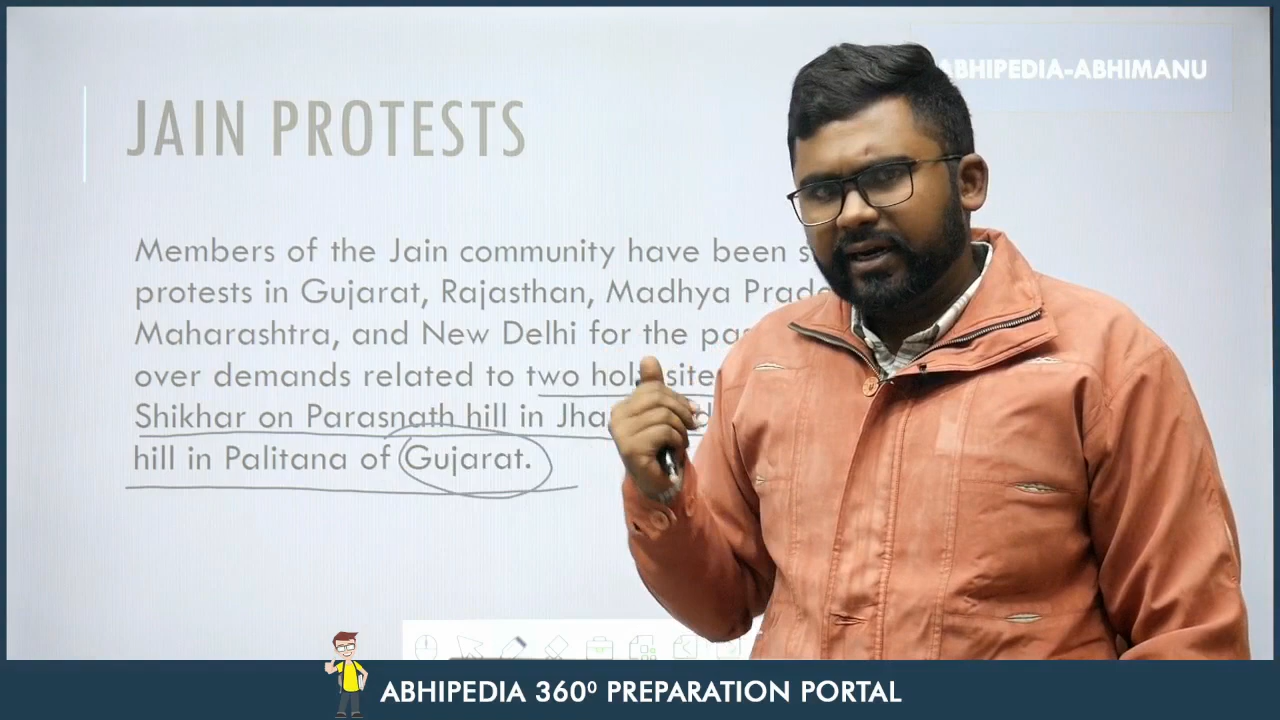 ABHIPEDIA-ABHIMANU
JAIN PROTESTS
Members of the Jain community have been
protests in Gujarat, Rajasthan, Madhya
Maharashtra, and New Delhi for the
over demands related to two holy
Shikhar on Parasnath hill in
hill in Palitana of Gujarat.
ABHIPEDIA 360⁰ PREPARATION PORTAL